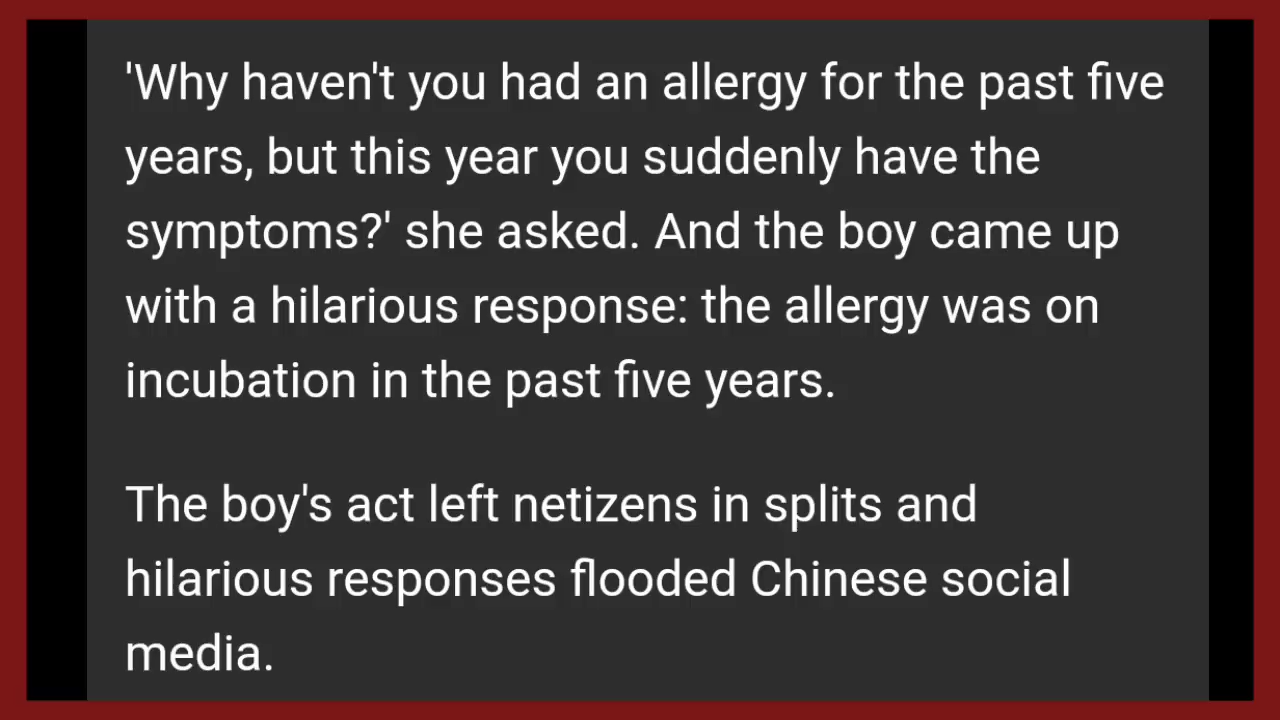 'Why haven't you had an allergy for the past five
years, but this year you suddenly have the
symptoms?' she asked. And the boy came up
with a hilarious response: the allergy was on
incubation in the past five years.
The boy's act left netizens in splits and
hilarious responses flooded Chinese social
media.